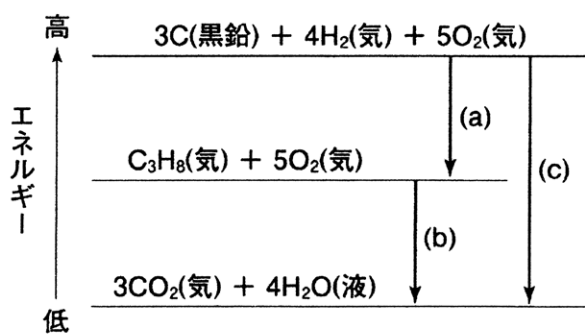 高
3C(黒鉛) + 4H₂(気) + 5O₂(気)
(a)
エネルギー
C₃H₈(気) + 5O₂(気)
(c)
(b)
3CO₂(気) + 4H₂O(液)
低